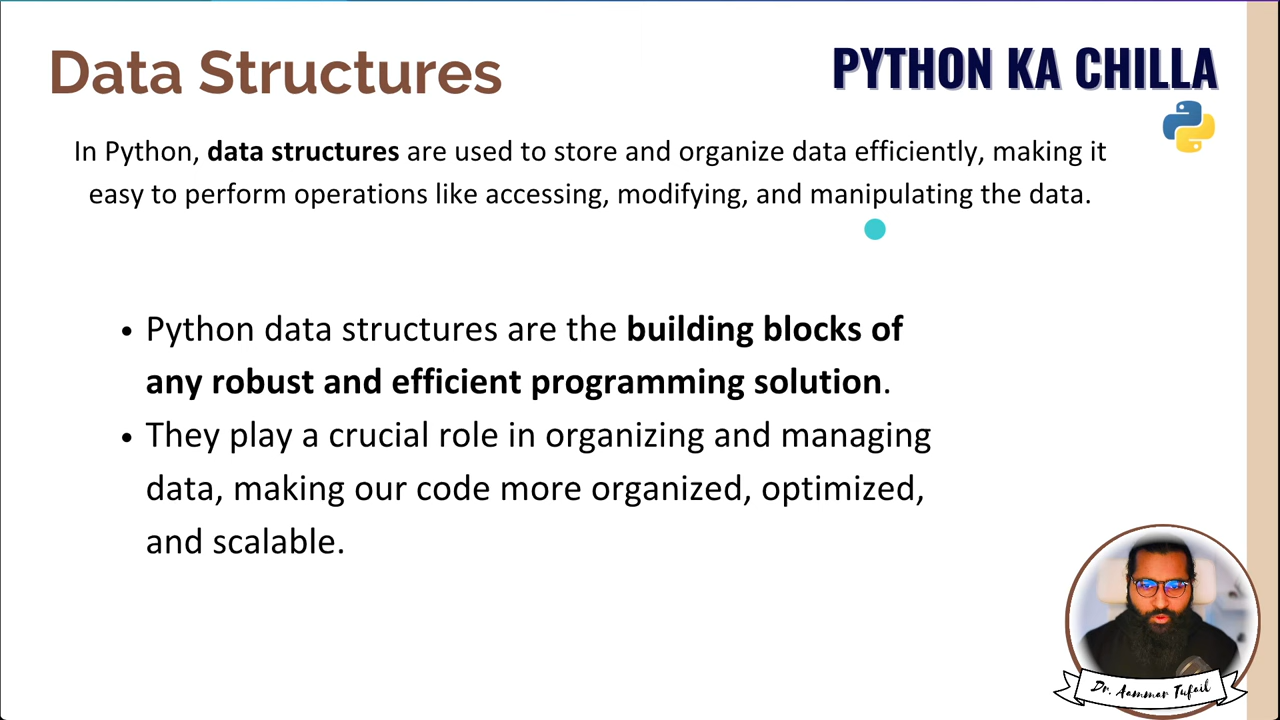 Data Structures
PYTHON KA CHILLA
In Python, data structures are used to store and organize data efficiently, making it
easy to perform operations like accessing, modifying, and manipulating the data.
• Python data structures are the building blocks of
any robust and efficient programming solution.
• They play a crucial role in organizing and managing
data, making our code more organized, optimized,
and scalable.
Dr. Aammar Tufail